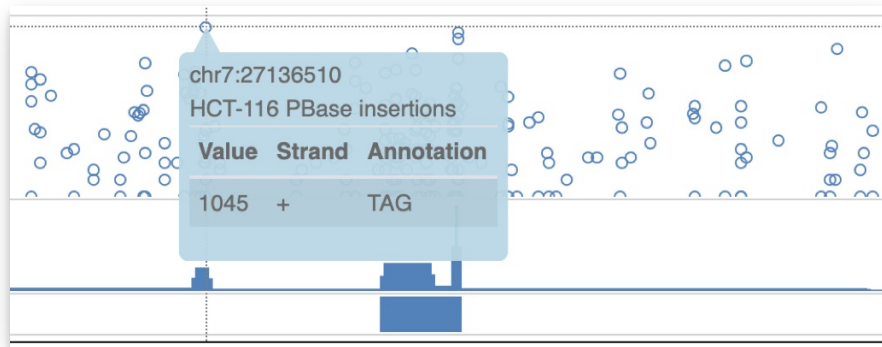 chr7:27136510
HCT-116 PBase insertions
Value Strand Annotation
1045 + TAG